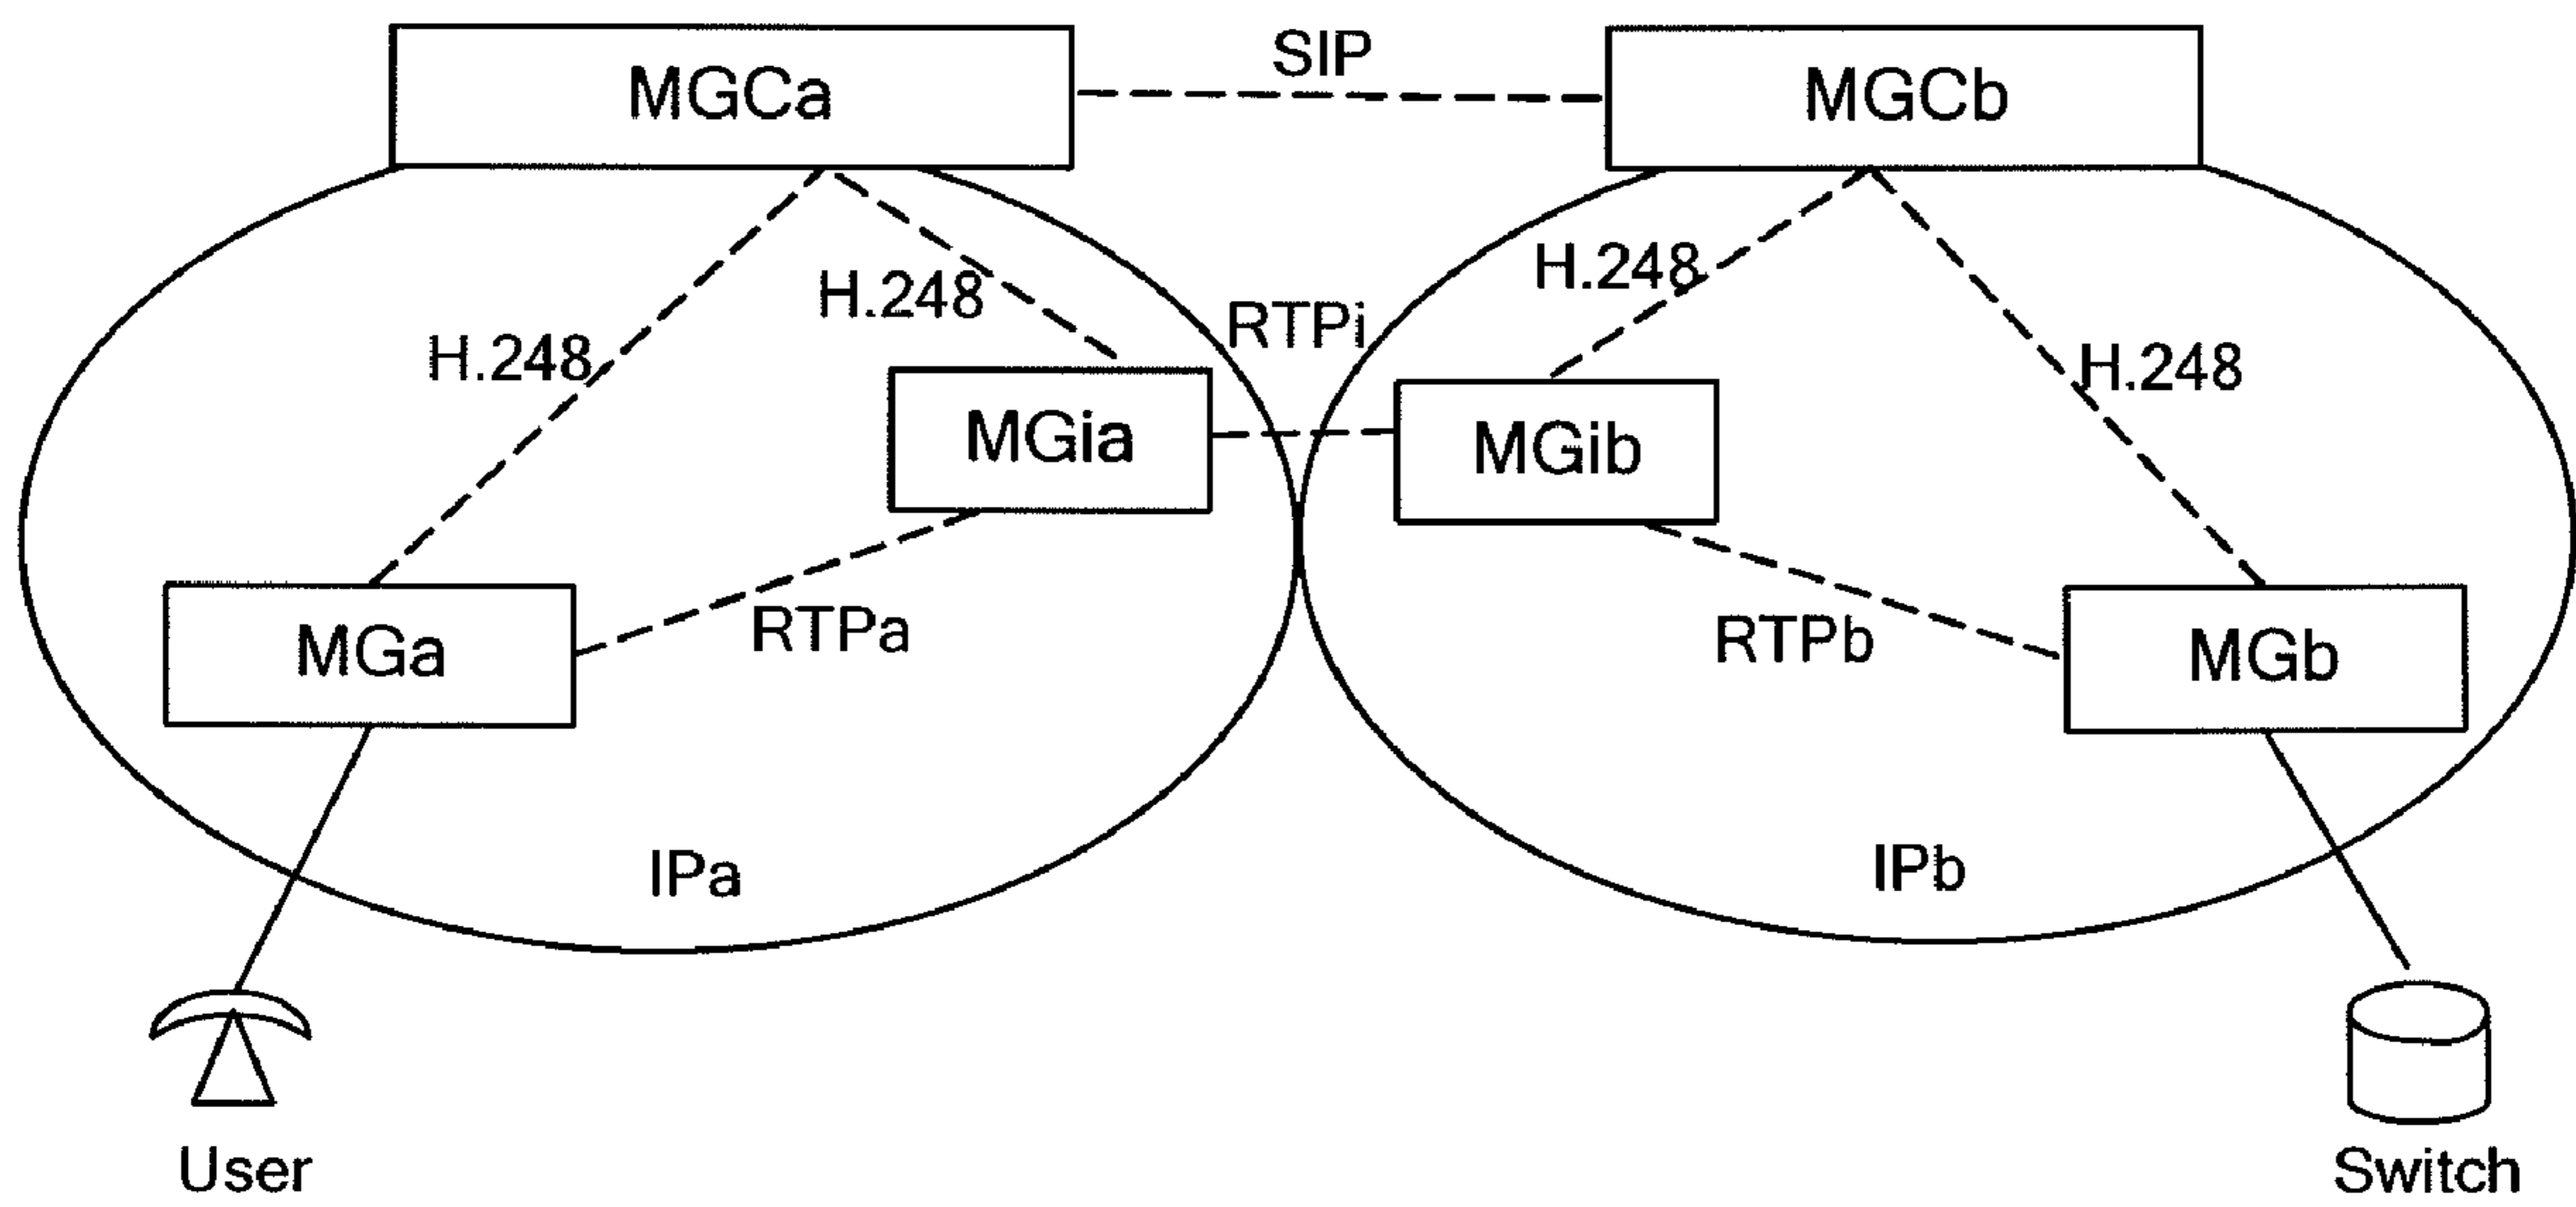 SIP
MGCa
MGCb
H.248
H.248
RTPi
H.248
H.248
MGia
MGib
MGa
RTPa
RTPb
MGb
IPa
IPb
User
Switch